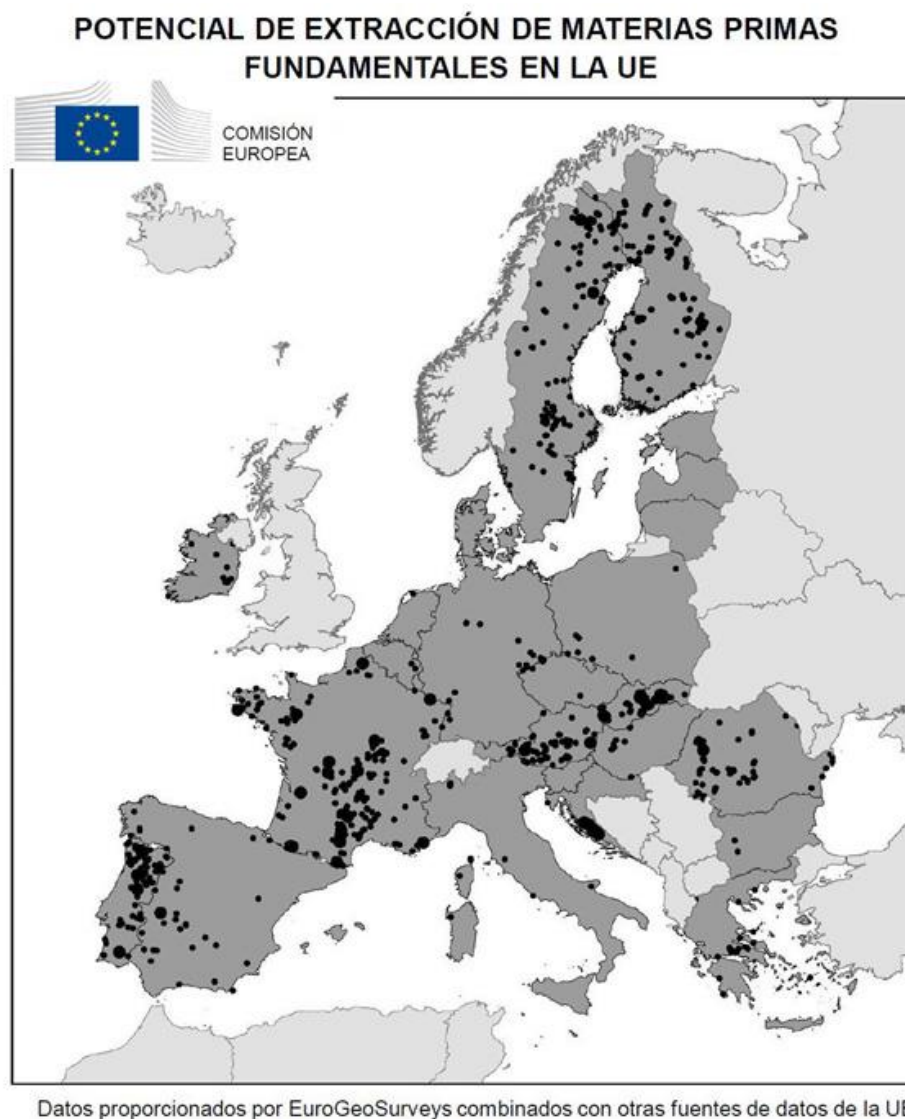 POTENCIAL DE EXTRACCIÓN DE MATERIAS PRIMAS
FUNDAMENTALES EN LA UE
COMISIÓN
EUROPEA
Datos proporcionados por EuroGeoSurveys combinados con otras fuentes de datos de la UE